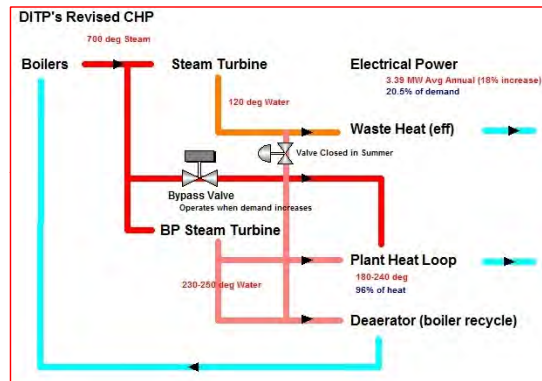 DITP's Revised CHP
700 deg Steam
Boilers
Steam Turbine
Electrical Power
3.39 MW Avg Annual (18% increase)
20.5% of demand
120 deg Water
Waste Heat (eff)
Valve Closed in Summer
Bypass Valve
Operates when demand increases
BP Steam Turbine
Plant Heat Loop
230-250 deg Water
180-240 deg
96% of heat
Deaerator (boiler recycle)